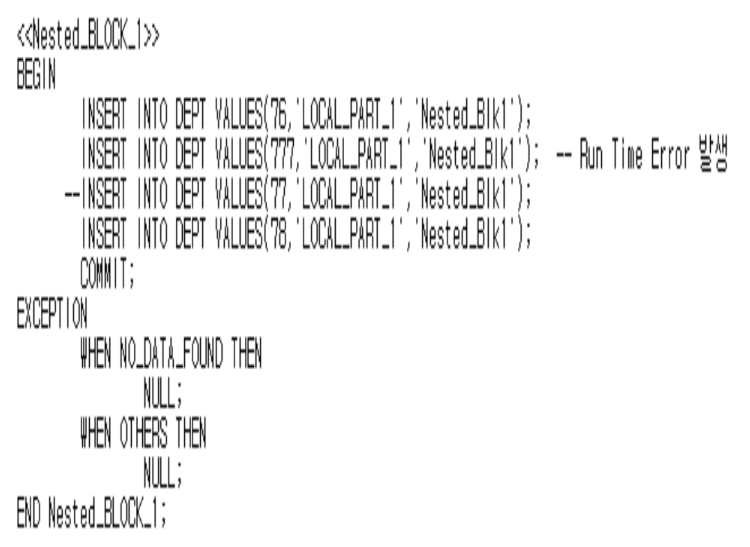 <<Nested_BLOCK_1>>
BEGIN
INSERT INTO DEPT VALUES(76,'LOCAL_PART_1','Nested_Blk1');
INSERT INTO DEPT VALUES(777,'LOCAL_PART_1','Nested_Blk1'); -- Run Time Error 발생
--INSERT INTO DEPT VALUES(77,'LOCAL_PART_1','Nested_Blk1');
INSERT INTO DEPT VALUES(78,'LOCAL_PART_1','Nested_Blk1');
COMMIT;
EXCEPTION
WHEN NO_DATA_FOUND THEN
NULL;
WHEN OTHERS THEN
NULL;
END Nested_BLOCK_1;